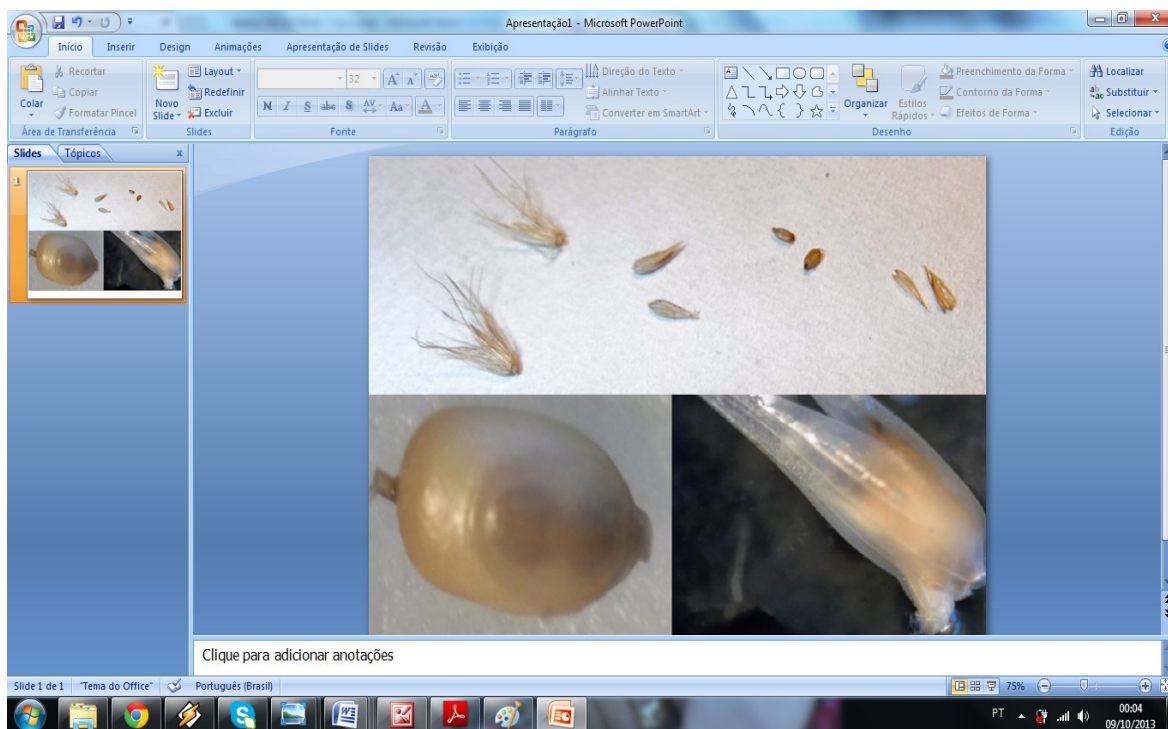 Apresentação1 - Microsoft PowerPoint
Início Inserir Design Animações Apresentação de Slides Revisão Exibição
Colar
Recortar
Copiar
Formatar Pincel
Área de Transferência
Novo Slide
Layout
Redefinir
Excluir
Slides
32 A A
N I S abe S AV Aa A
Fonte
Direção do Texto
Alinhar Texto
Converter em SmartArt
Parágrafo
Organizar
Estilos Rápidos
Preenchimento da Forma
Contorno da Forma
Efeitos de Forma
Desenho
Localizar
Substituir
Selecionar
Edição
Slides Tópicos x
1
Clique para adicionar anotações
Slide 1 de 1 "Tema do Office" Português (Brasil) 75%
PT 00:04
09/10/2013